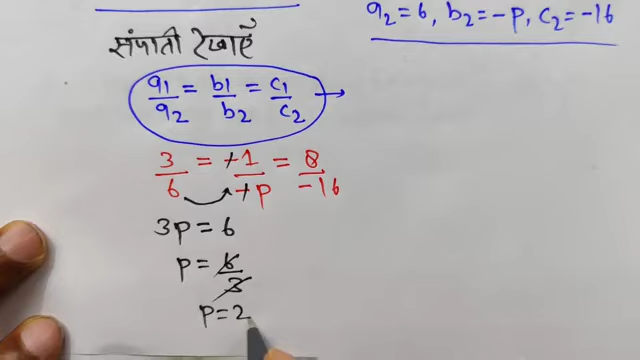 a₂ = 6, b₂ = -p, c₂ = -16
संपाती रेखाएँ
a1/a2 = b1/b2 = c1/c2 →
3/6 = +1/+p = 8/-16
3p = 6
p = 6/3
p = 2